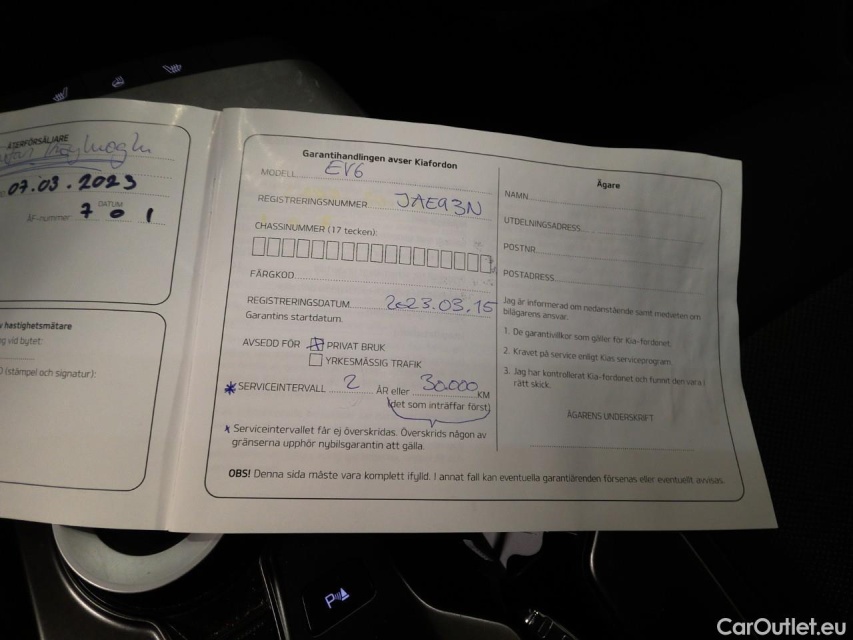 ÅTERFÖRSÄLJARE
07.03.2023
DATUM
ÅF-nummer 7 0 1
hastighetsmätare
vid bytet:
(stämpel och signatur):
Garantihandlingen avser Kiafordon
MODELL EV6
REGISTRERINGSNUMMER JAE93N
CHASSINUMMER (17 tecken):
FÄRGKOD
REGISTRERINGSDATUM 2023.03.15
Garantins startdatum.
AVSEDD FÖR PRIVAT BRUK
YRKESMÄSSIG TRAFIK
* SERVICEINTERVALL 2 ÅR eller 30.000 KM
(det som inträffar först)
* Serviceintervallet får ej överskridas. Överskrids någon av
gränserna upphör nybilsgarantin att gälla.
Ägare
NAMN
UTDELNINGSADRESS
POSTNR
POSTADRESS
Jag är informerad om nedanstående samt medveten om
bilägarens ansvar.
1. De garantivillkor som gäller för Kia-fordonet.
2. Kravet på service enligt Kias serviceprogram.
3. Jag har kontrollerat Kia-fordonet och funnit det vara i
rätt skick.
ÄGARENS UNDERSKRIFT
OBS! Denna sida måste vara komplett ifylld. I annat fall kan eventuella garantiärenden försenas eller eventuellt avvisas.
P
CarOutlet.eu